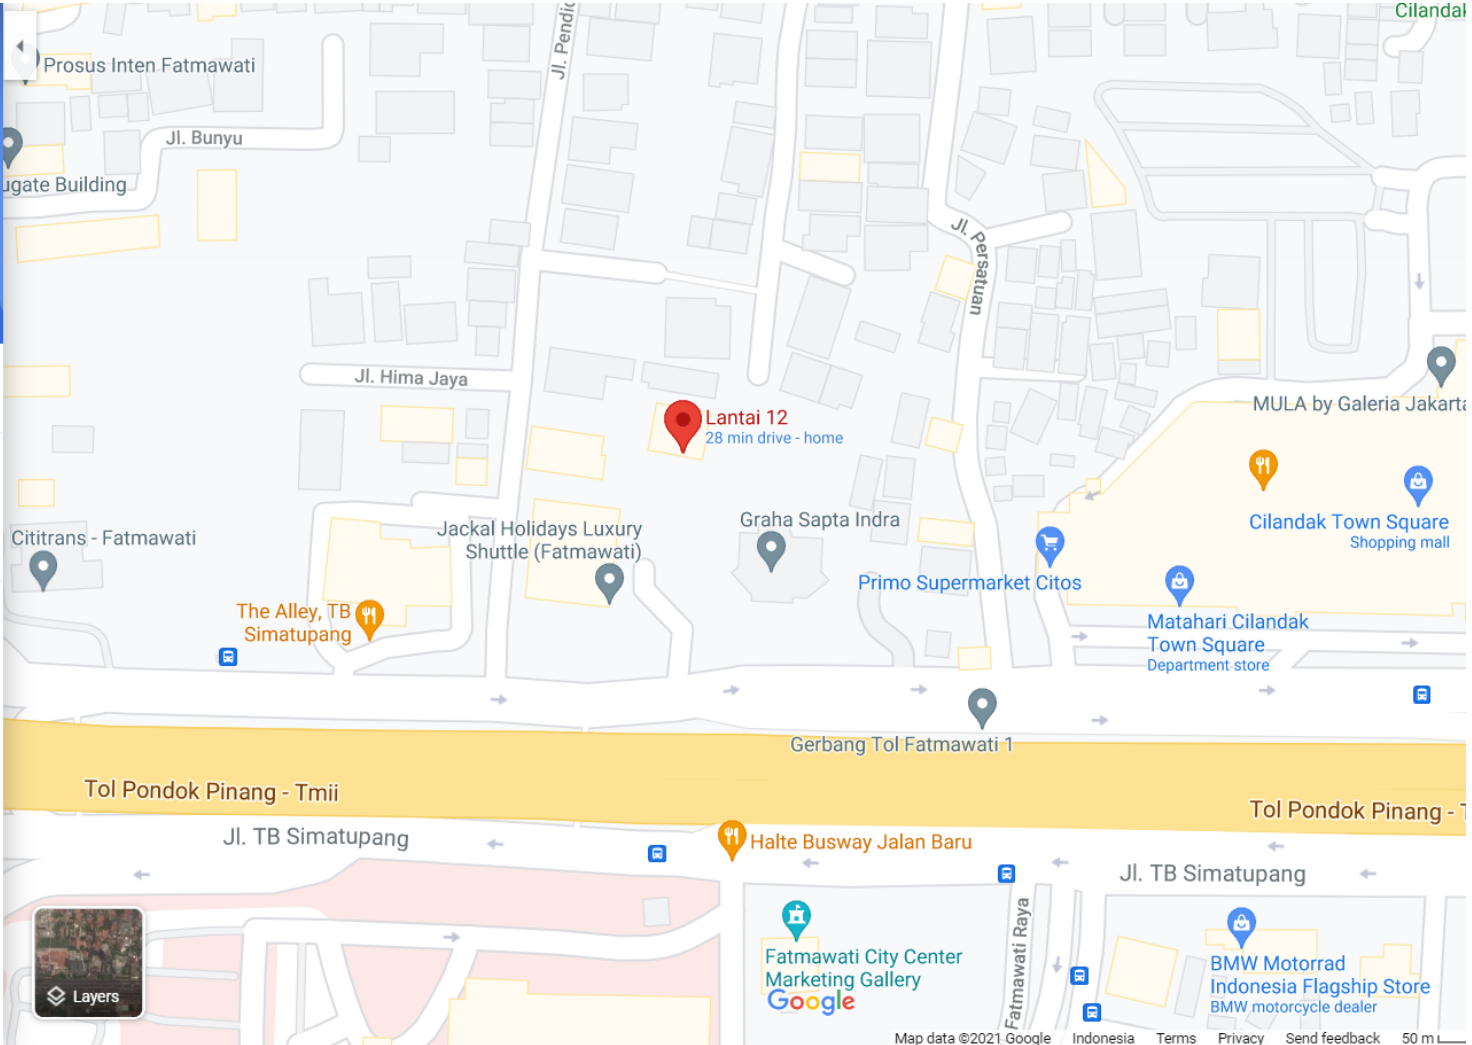 Cilandak
Jl. Pendid
Prosus Inten Fatmawati
Jl. Bunyu
ugate Building
Jl. Persatuan
Jl. Hima Jaya
MULA by Galeria Jakarta
Lantai 12
28 min drive - home
Cilandak Town Square
Shopping mall
Graha Sapta Indra
Jackal Holidays Luxury
Shuttle (Fatmawati)
Cititrans - Fatmawati
Primo Supermarket Citos
The Alley, TB
Simatupang
Matahari Cilandak
Town Square
Department store
Gerbang Tol Fatmawati 1
Tol Pondok Pinang - Tmii
Tol Pondok Pinang - T
Jl. TB Simatupang
Halte Busway Jalan Baru
Jl. TB Simatupang
Fatmawati Raya
Fatmawati City Center
Marketing Gallery
Google
BMW Motorrad
Indonesia Flagship Store
BMW motorcycle dealer
Layers
Map data ©2021 Google Indonesia Terms Privacy Send feedback 50 m